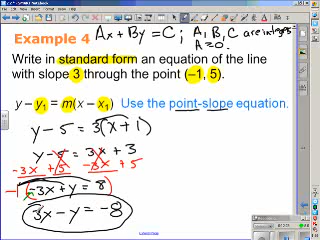 Example 4 Ax + By = C ; A, B, C are integers
A ≥ 0.
Write in standard form an equation of the line
with slope 3 through the point (–1, 5).
y – y₁ = m(x – x₁) Use the point-slope equation.
y – 5 = 3(x + 1)
y – 5 = 3x + 3
-3x + 5 -3x + 5
-1(-3x + y = 8)
3x – y = –8